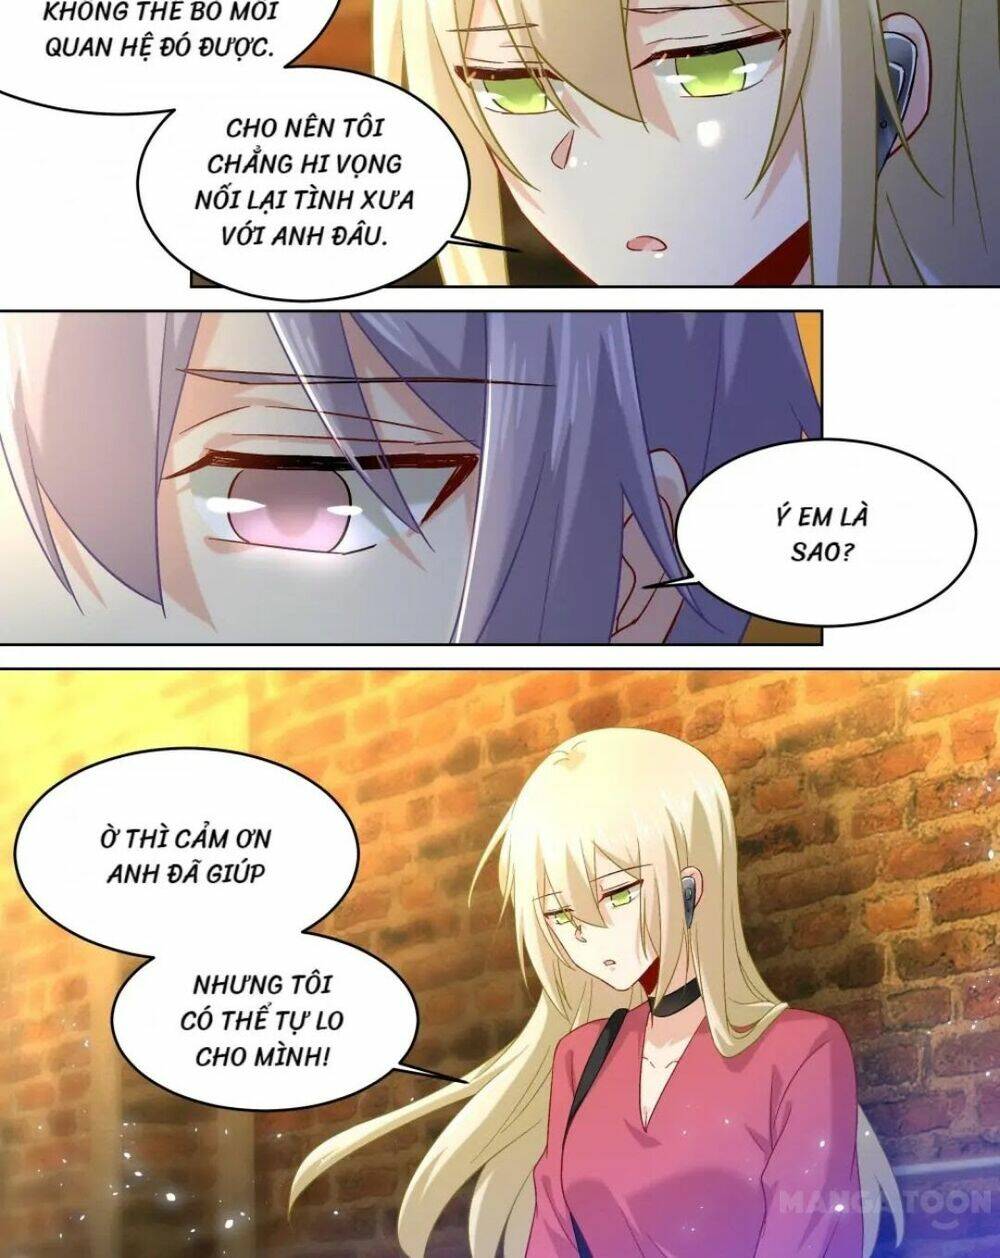 KHÔNG THỂ BỎ MỐI
QUAN HỆ ĐÓ ĐƯỢC.
CHO NÊN TÔI
CHẲNG HI VỌNG
NỐI LẠI TÌNH XƯA
VỚI ANH ĐÂU.
Ý EM LÀ
SAO?
Ờ THÌ CẢM ƠN
ANH ĐÃ GIÚP
NHƯNG TÔI
CÓ THỂ TỰ LO
CHO MÌNH!
MANGATOON